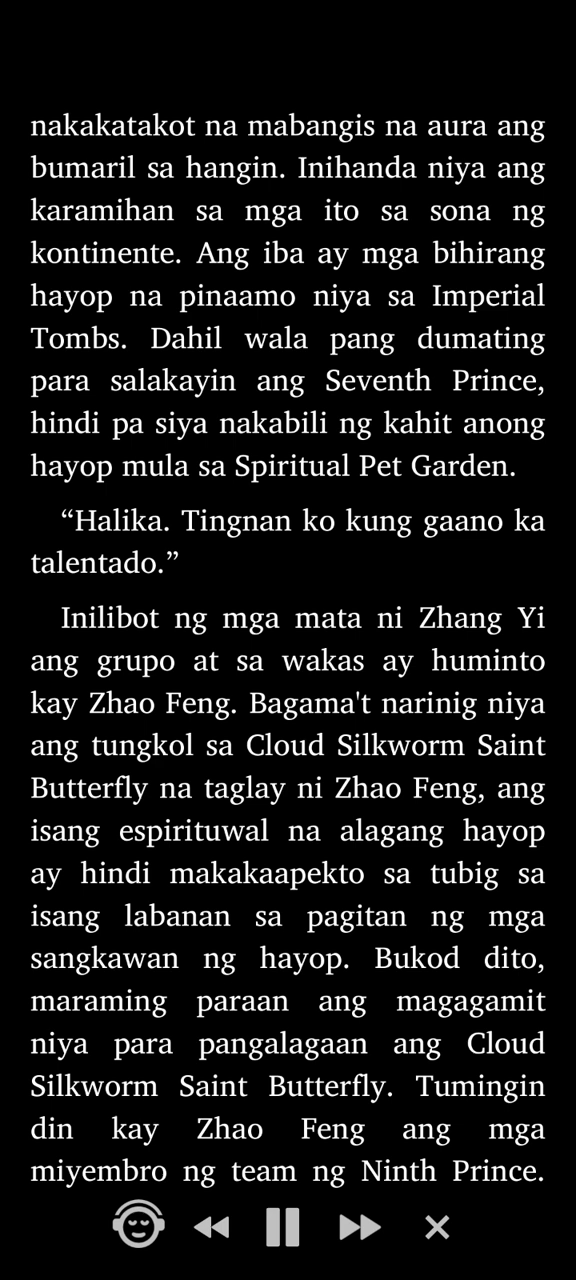 nakakatakot na mabangis na aura ang
bumaril sa hangin. Inihanda niya ang
karamihan sa mga ito sa sona ng
kontinente. Ang iba ay mga bihirang
hayop na pinaamo niya sa Imperial
Tombs. Dahil wala pang dumating
para salakayin ang Seventh Prince,
hindi pa siya nakabili ng kahit anong
hayop mula sa Spiritual Pet Garden.
“Halika. Tingnan ko kung gaano ka
talentado.”
Inilibot ng mga mata ni Zhang Yi
ang grupo at sa wakas ay huminto
kay Zhao Feng. Bagama't narinig niya
ang tungkol sa Cloud Silkworm Saint
Butterfly na taglay ni Zhao Feng, ang
isang espirituwal na alagang hayop
ay hindi makakaapekto sa tubig sa
isang labanan sa pagitan ng mga
sangkawan ng hayop. Bukod dito,
maraming paraan ang magagamit
niya para pangalagaan ang Cloud
Silkworm Saint Butterfly. Tumingin
din kay Zhao Feng ang mga
miyembro ng team ng Ninth Prince.